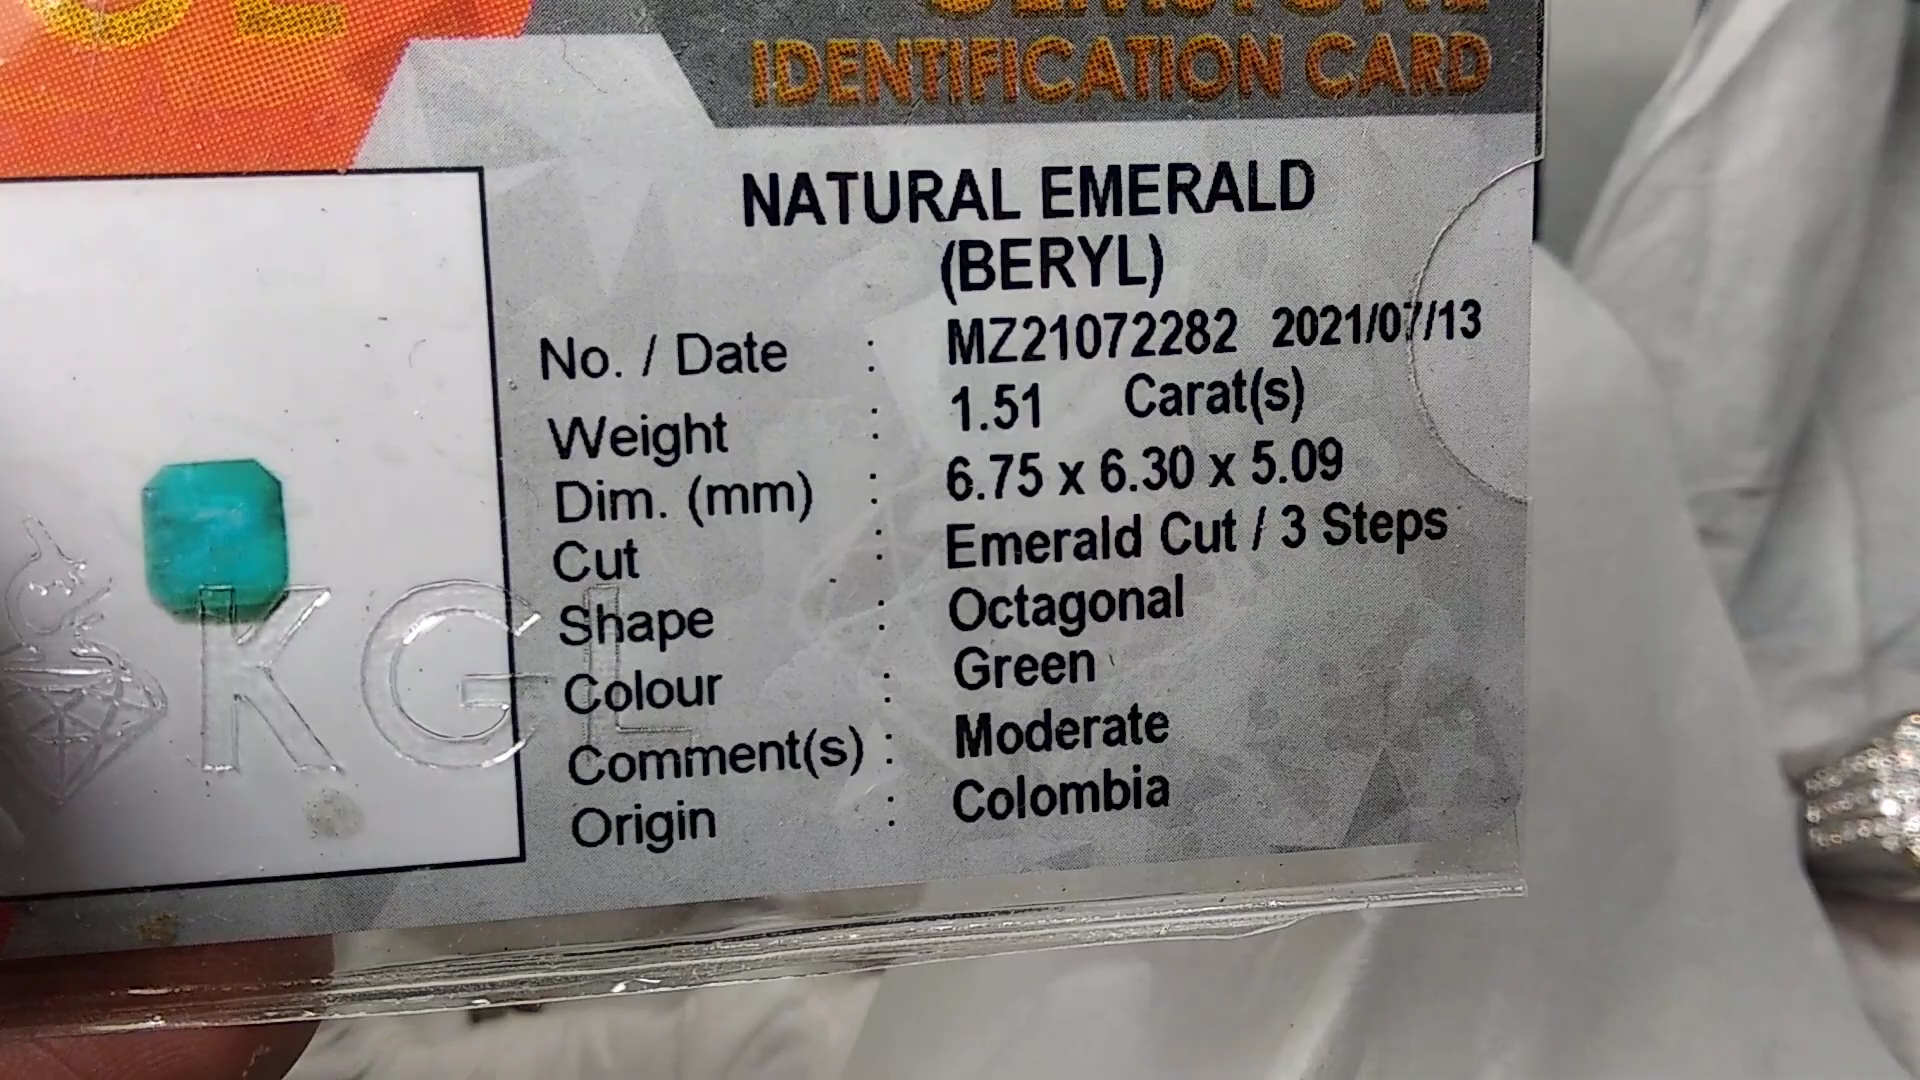 IDENTIFICATION CARD
NATURAL EMERALD
(BERYL)
No. / Date : MZ21072282 2021/07/13
Weight : 1.51 Carat(s)
Dim. (mm) : 6.75 x 6.30 x 5.09
Cut : Emerald Cut / 3 Steps
Shape : Octagonal
Colour : Green
Comment(s) : Moderate
Origin : Colombia
KGL